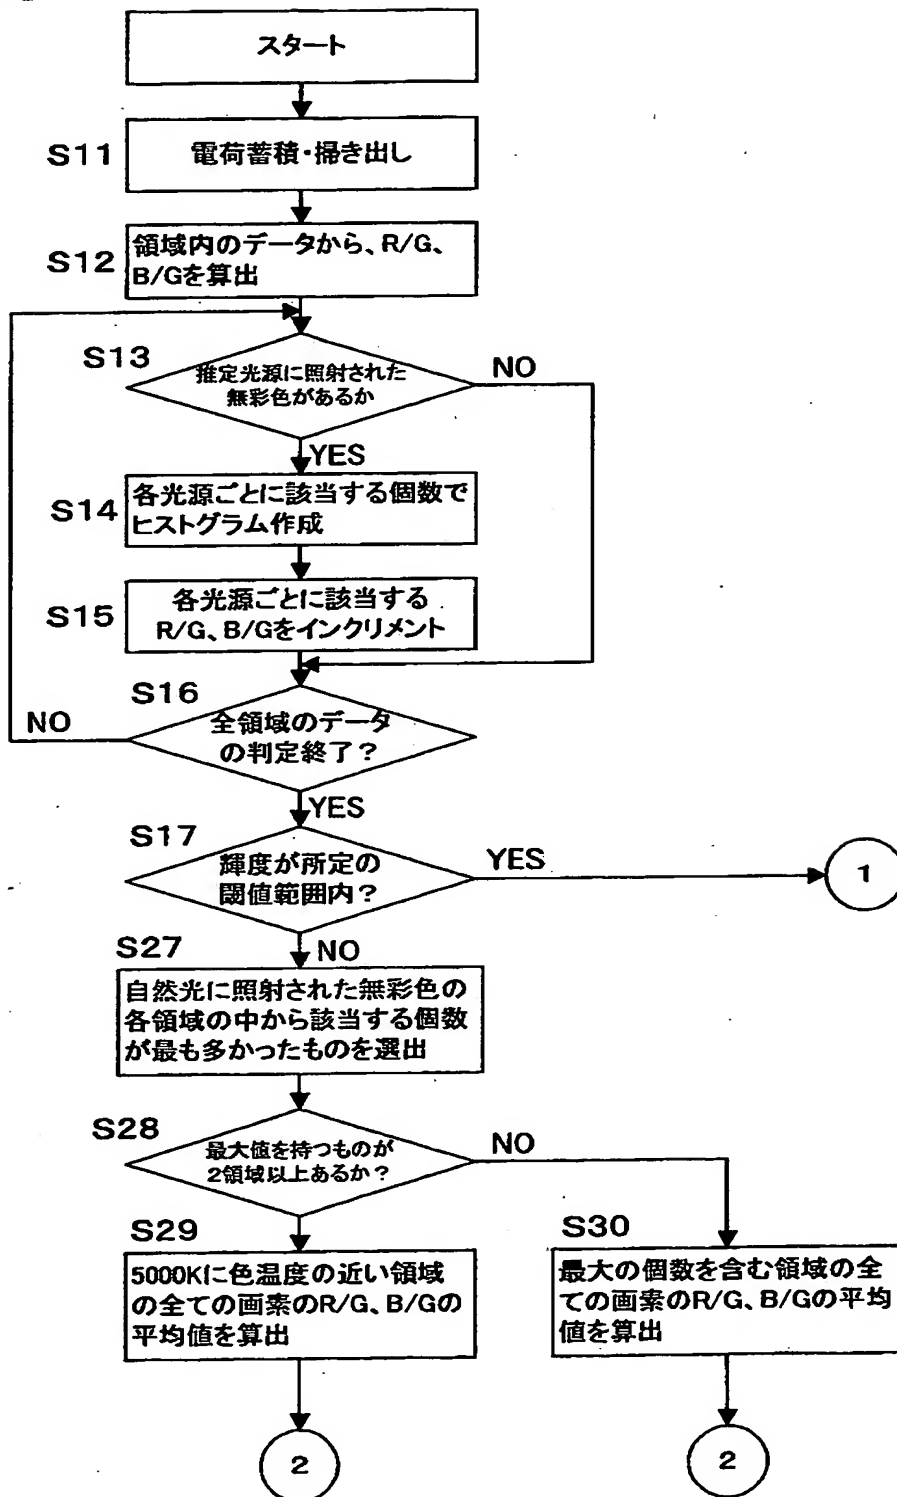 スタート
S11
電荷蓄積・掃き出し
S12
領域内のデータから、R/G、
B/Gを算出
S13
推定光源に照射された
無彩色があるか
NO
YES
S14
各光源ごとに該当する個数で
ヒストグラム作成
S15
各光源ごとに該当する
R/G、B/Gをインクリメント
S16
NO
全領域のデータ
の判定終了？
YES
S17
輝度が所定の
閾値範囲内？
YES
1
NO
S27
自然光に照射された無彩色の
各領域の中から該当する個数
が最も多かったものを選出
S28
最大値を持つものが
2領域以上あるか？
NO
S29
5000Kに色温度の近い領域
の全ての画素のR/G、B/Gの
平均値を算出
S30
最大の個数を含む領域の全
ての画素のR/G、B/Gの平均
値を算出
2
2